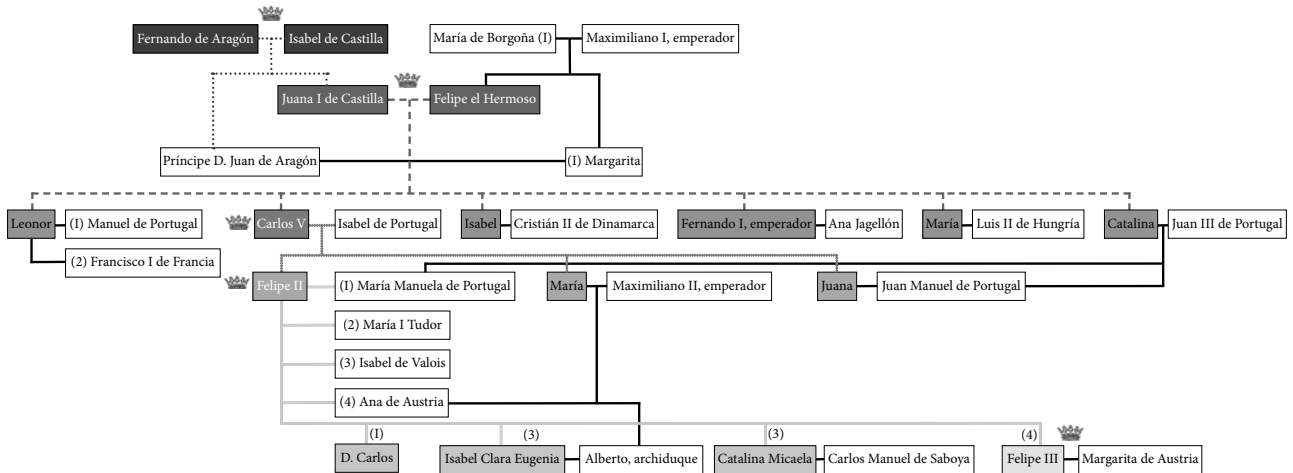 Fernando de Aragón
Isabel de Castilla
María de Borgoña (I)
Maximiliano I, emperador
Juana I de Castilla
Felipe el Hermoso
Príncipe D. Juan de Aragón
(I) Margarita
Leonor
(I) Manuel de Portugal
Carlos V
Isabel de Portugal
Isabel
Cristián II de Dinamarca
Fernando I, emperador
Ana Jagellón
María
Luis II de Hungría
Catalina
Juan III de Portugal
(2) Francisco I de Francia
Felipe II
(I) María Manuela de Portugal
María
Maximiliano II, emperador
Juana
Juan Manuel de Portugal
(2) María I Tudor
(3) Isabel de Valois
(4) Ana de Austria
(I)
(3)
(3)
(4)
D. Carlos
Isabel Clara Eugenia
Alberto, archiduque
Catalina Micaela
Carlos Manuel de Saboya
Felipe III
Margarita de Austria